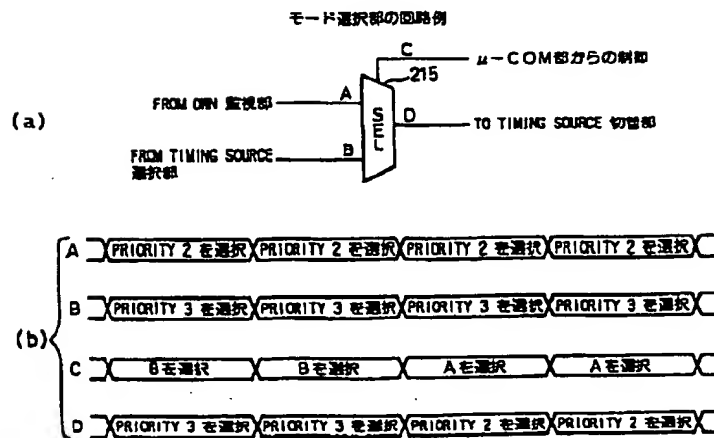 モード選択部の回路例
C
μ-COM部からの制御
215
(a)
A
FROM DRN 監視部
SEL
D
TO TIMING SOURCE 切替部
B
FROM TIMING SOURCE
選択部
(b)
A PRIORITY 2 を選択 PRIORITY 2 を選択 PRIORITY 2 を選択 PRIORITY 2 を選択
B PRIORITY 3 を選択 PRIORITY 3 を選択 PRIORITY 3 を選択 PRIORITY 3 を選択
C Bを選択 Bを選択 Aを選択 Aを選択
D PRIORITY 3 を選択 PRIORITY 3 を選択 PRIORITY 2 を選択 PRIORITY 2 を選択